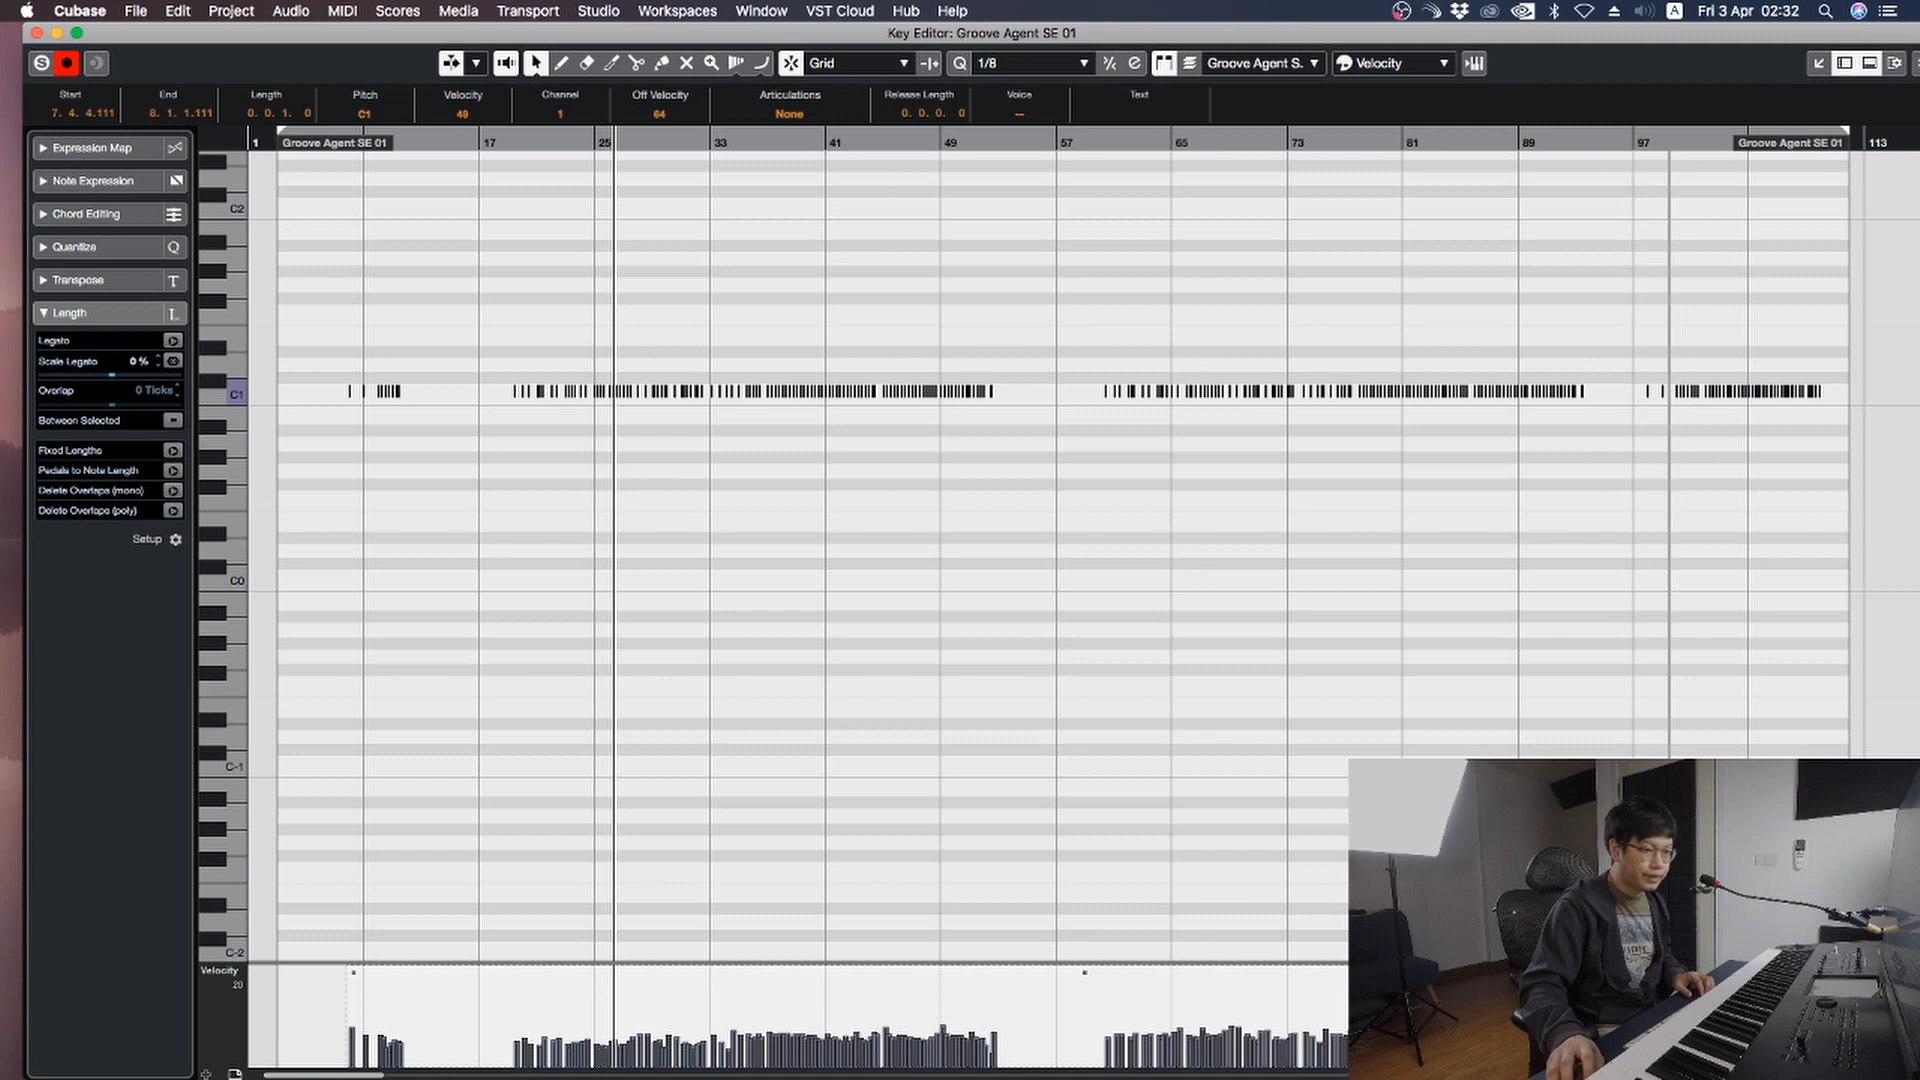 Cubase File Edit Project Audio MIDI Scores Media Transport Studio Workspaces Window VST Cloud Hub Help A Fri 3 Apr 02:32
Key Editor: Groove Agent SE 01
S Grid Q 1/8 Groove Agent S. Velocity
Start End Length Pitch Velocity Channel Off Velocity Articulations Release Length Voice Text
7. 4. 4.111 8. 1. 1.111 0. 0. 1. 0 C1 49 1 64 None 0. 0. 0. 0
1 Groove Agent SE 01 17 25 33 41 49 57 65 73 81 89 97 Groove Agent SE 01 113
Expression Map
Note Expression
Chord Editing
Quantize Q
Transpose T
Length L
Legato
Scale Legato 0 %
Overlap 0 Ticks
Between Selected
Fixed Lengths
Pedals to Note Length
Delete Overlaps (mono)
Delete Overlaps (poly)
Setup
C2
C1
C0
C-1
C-2
Velocity
20